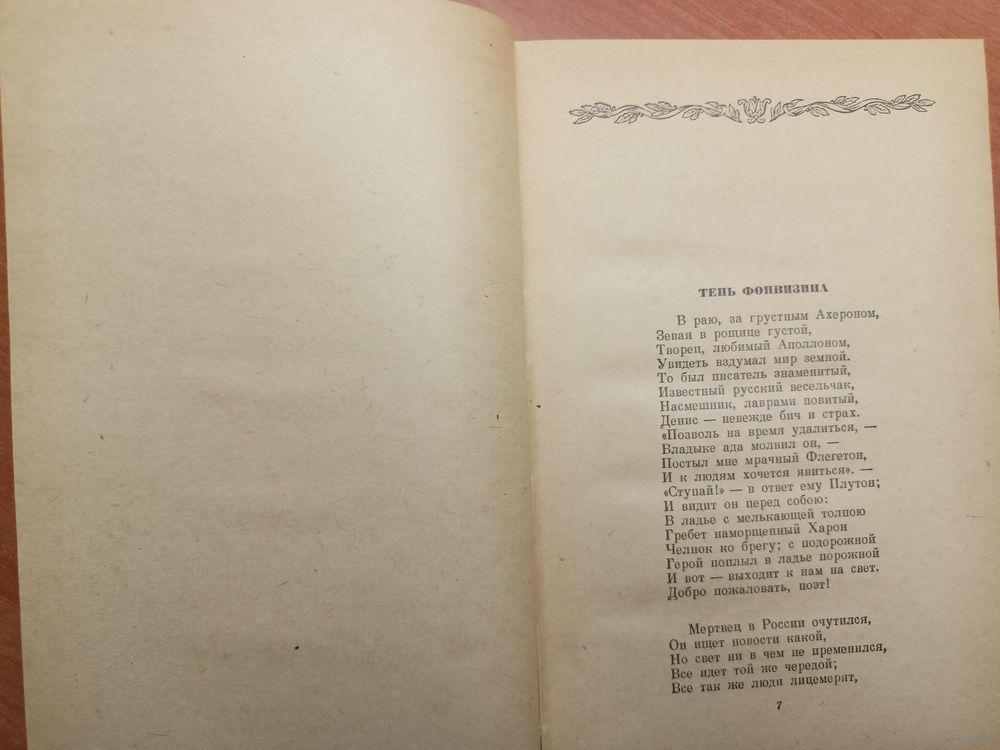 ТЕНЬ ФОНВИЗИНА
В раю, за грустным Ахероном,
Зевая в рощице густой,
Творец, любимый Аполлоном,
Увидеть вздумал мир земной.
То был писатель знаменитый,
Известный русский весельчак,
Насмешник, лаврами повитый,
Денис — невежде бич и страх.
«Позволь на время удалиться, —
Владыке ада молвил он, —
Постыл мне мрачный Флегетон,
И к людям хочется явиться». —
«Ступай!» — в ответ ему Плутон;
И видит он перед собою:
В ладье с мелькающей толпою
Гребет наморщенный Харон
Челнок ко брегу; с подорожной
Герой поплыл в ладье порожной
И вот — выходит к нам на свет.
Добро пожаловать, поэт!
Мертвец в России очутился,
Он ищет новости какой,
Но свет ни в чем не пременился,
Все идет той же чередой;
Все так же люди лицемерят,
7